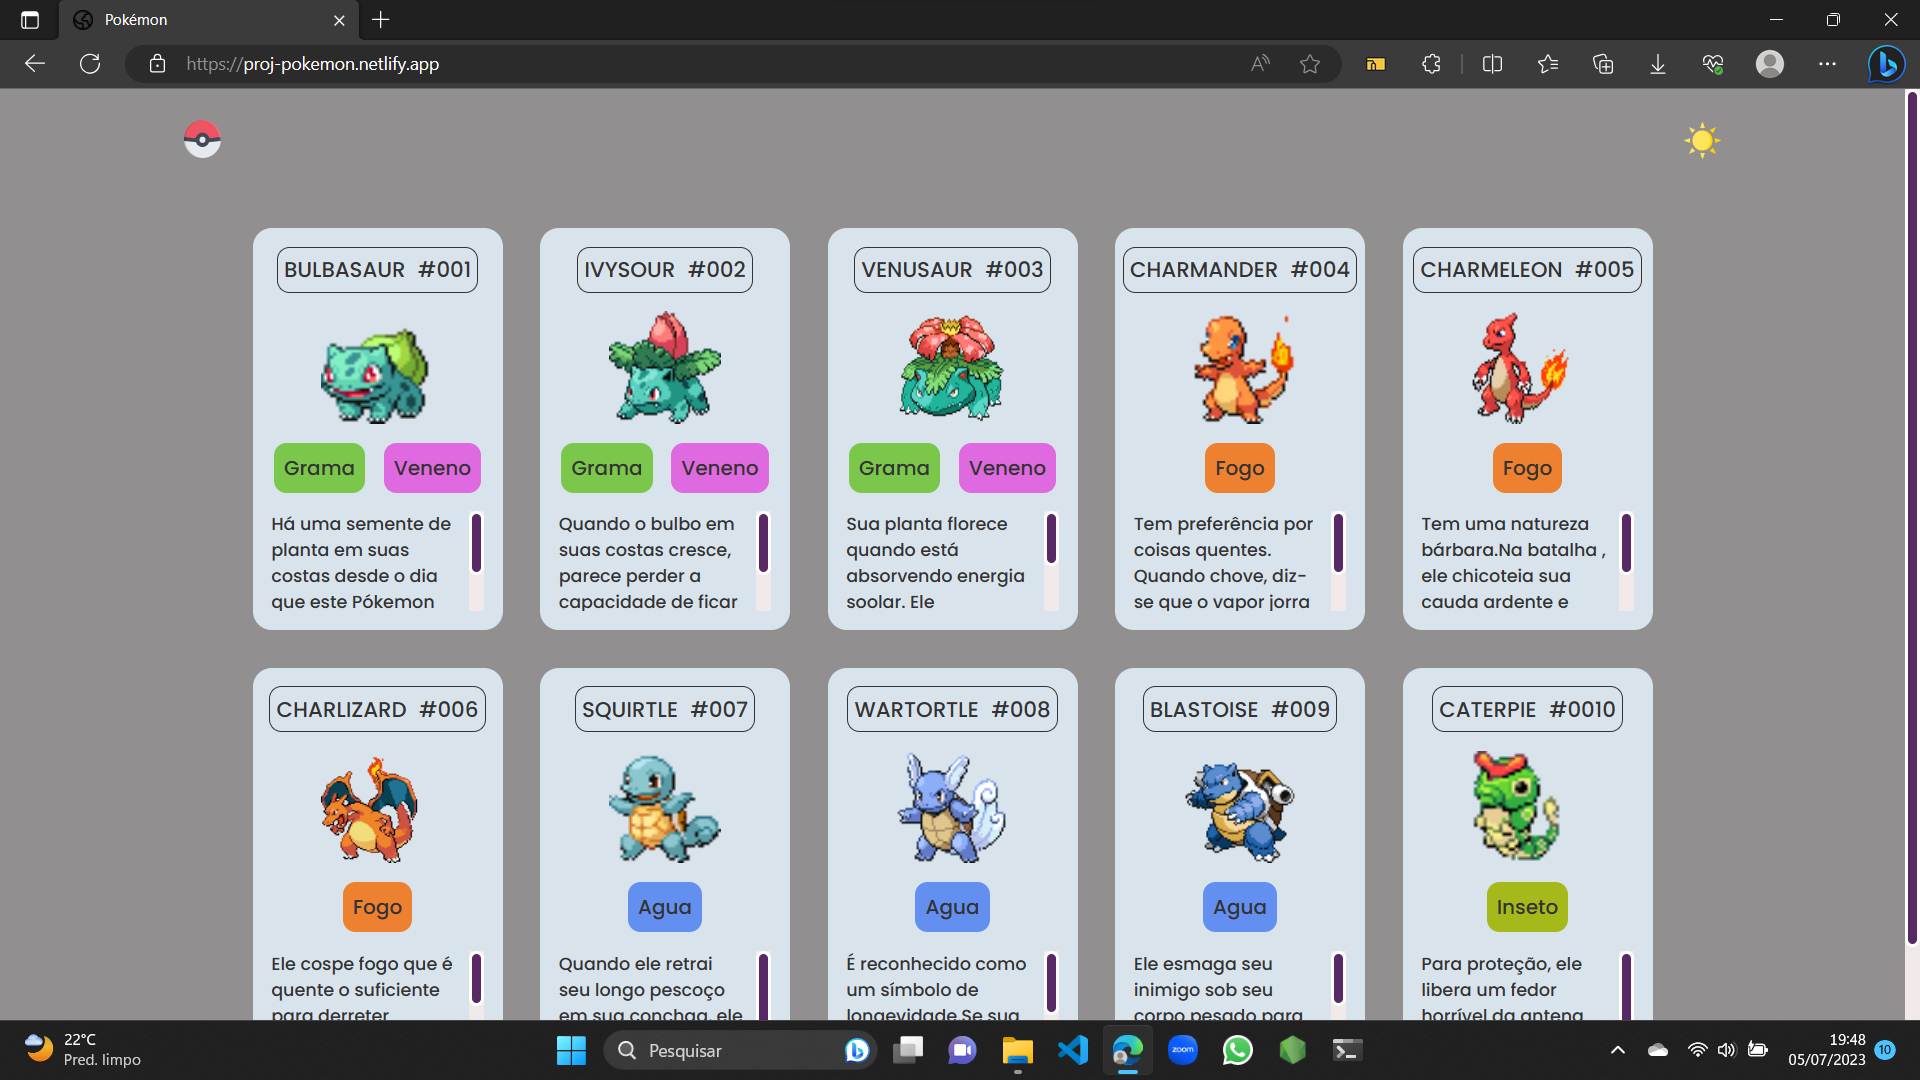 Pokémon
https://proj-pokemon.netlify.app
BULBASAUR #001
IVYSOUR #002
VENUSAUR #003
CHARMANDER #004
CHARMELEON #005
Grama Veneno
Grama Veneno
Grama Veneno
Fogo
Fogo
Há uma semente de
planta em suas
costas desde o dia
que este Pókemon
Quando o bulbo em
suas costas cresce,
parece perder a
capacidade de ficar
Sua planta florece
quando está
absorvendo energia
soolar. Ele
Tem preferência por
coisas quentes.
Quando chove, diz-
se que o vapor jorra
Tem uma natureza
bárbara.Na batalha ,
ele chicoteia sua
cauda ardente e
CHARLIZARD #006
SQUIRTLE #007
WARTORTLE #008
BLASTOISE #009
CATERPIE #0010
Fogo
Agua
Agua
Agua
Inseto
Ele cospe fogo que é
quente o suficiente
para derreter
Quando ele retrai
seu longo pescoço
em sua concha, ele
É reconhecido como
um símbolo de
longevidade.Se sua
Ele esmaga seu
inimigo sob seu
corpo pesado para
Para proteção, ele
libera um fedor
horrível da antena
22°C
Pred. limpo
Pesquisar
zoom
19:48
05/07/2023
10